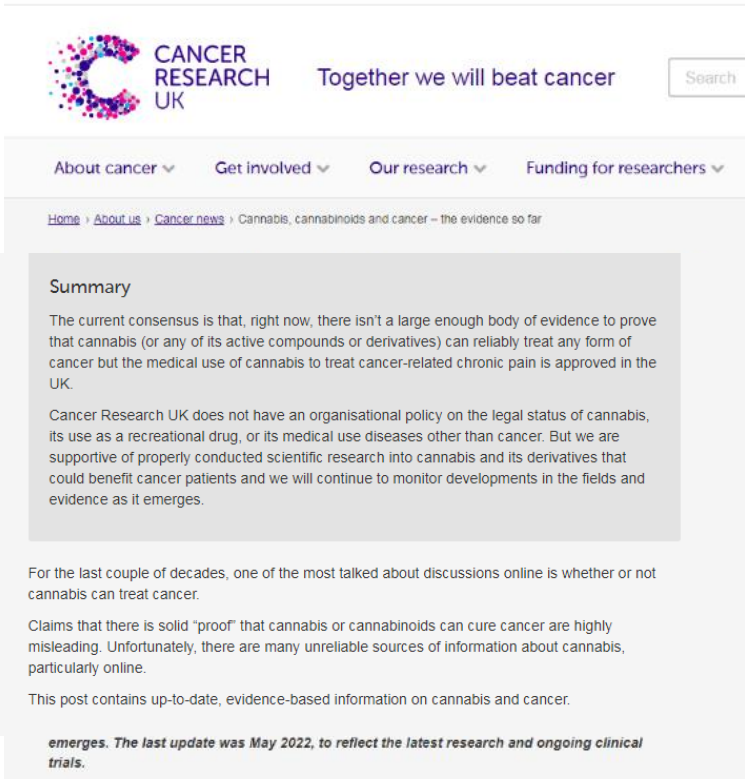 CANCER
RESEARCH
UK
Together we will beat cancer
Search
About cancer
Get involved
Our research
Funding for researchers
Home › About us › Cancer news › Cannabis, cannabinoids and cancer – the evidence so far
Summary
The current consensus is that, right now, there isn't a large enough body of evidence to prove
that cannabis (or any of its active compounds or derivatives) can reliably treat any form of
cancer but the medical use of cannabis to treat cancer-related chronic pain is approved in the
UK.
Cancer Research UK does not have an organisational policy on the legal status of cannabis,
its use as a recreational drug, or its medical use diseases other than cancer. But we are
supportive of properly conducted scientific research into cannabis and its derivatives that
could benefit cancer patients and we will continue to monitor developments in the fields and
evidence as it emerges.
For the last couple of decades, one of the most talked about discussions online is whether or not
cannabis can treat cancer.
Claims that there is solid “proof” that cannabis or cannabinoids can cure cancer are highly
misleading. Unfortunately, there are many unreliable sources of information about cannabis,
particularly online.
This post contains up-to-date, evidence-based information on cannabis and cancer.
emerges. The last update was May 2022, to reflect the latest research and ongoing clinical
trials.